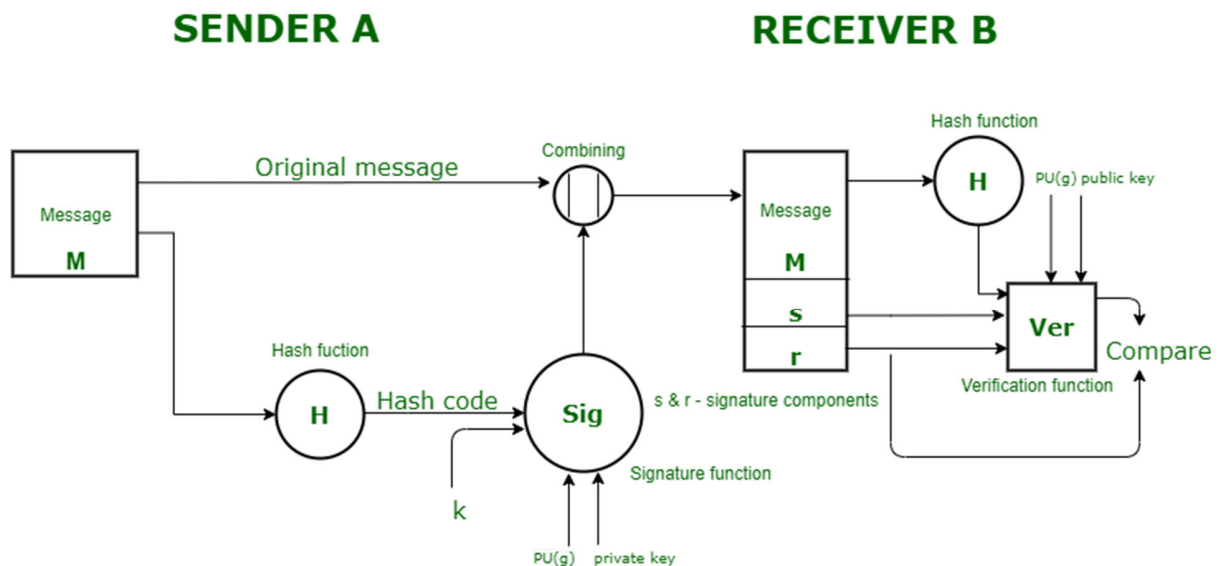 SENDER A
RECEIVER B
Message
M
Original message
Combining
Hash fuction
H
Hash code
k
Sig
s & r - signature components
Signature function
PU(g)
private key
Message
M
s
r
Hash function
H
PU(g) public key
Ver
Verification function
Compare